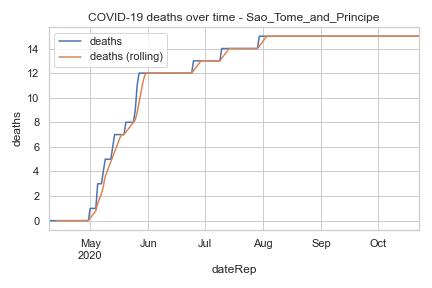 COVID-19 deaths over time - Sao_Tome_and_Principe
deaths
deaths (rolling)
deaths
14
12
10
8
6
4
2
0
May Jun Jul Aug Sep Oct
2020
dateRep